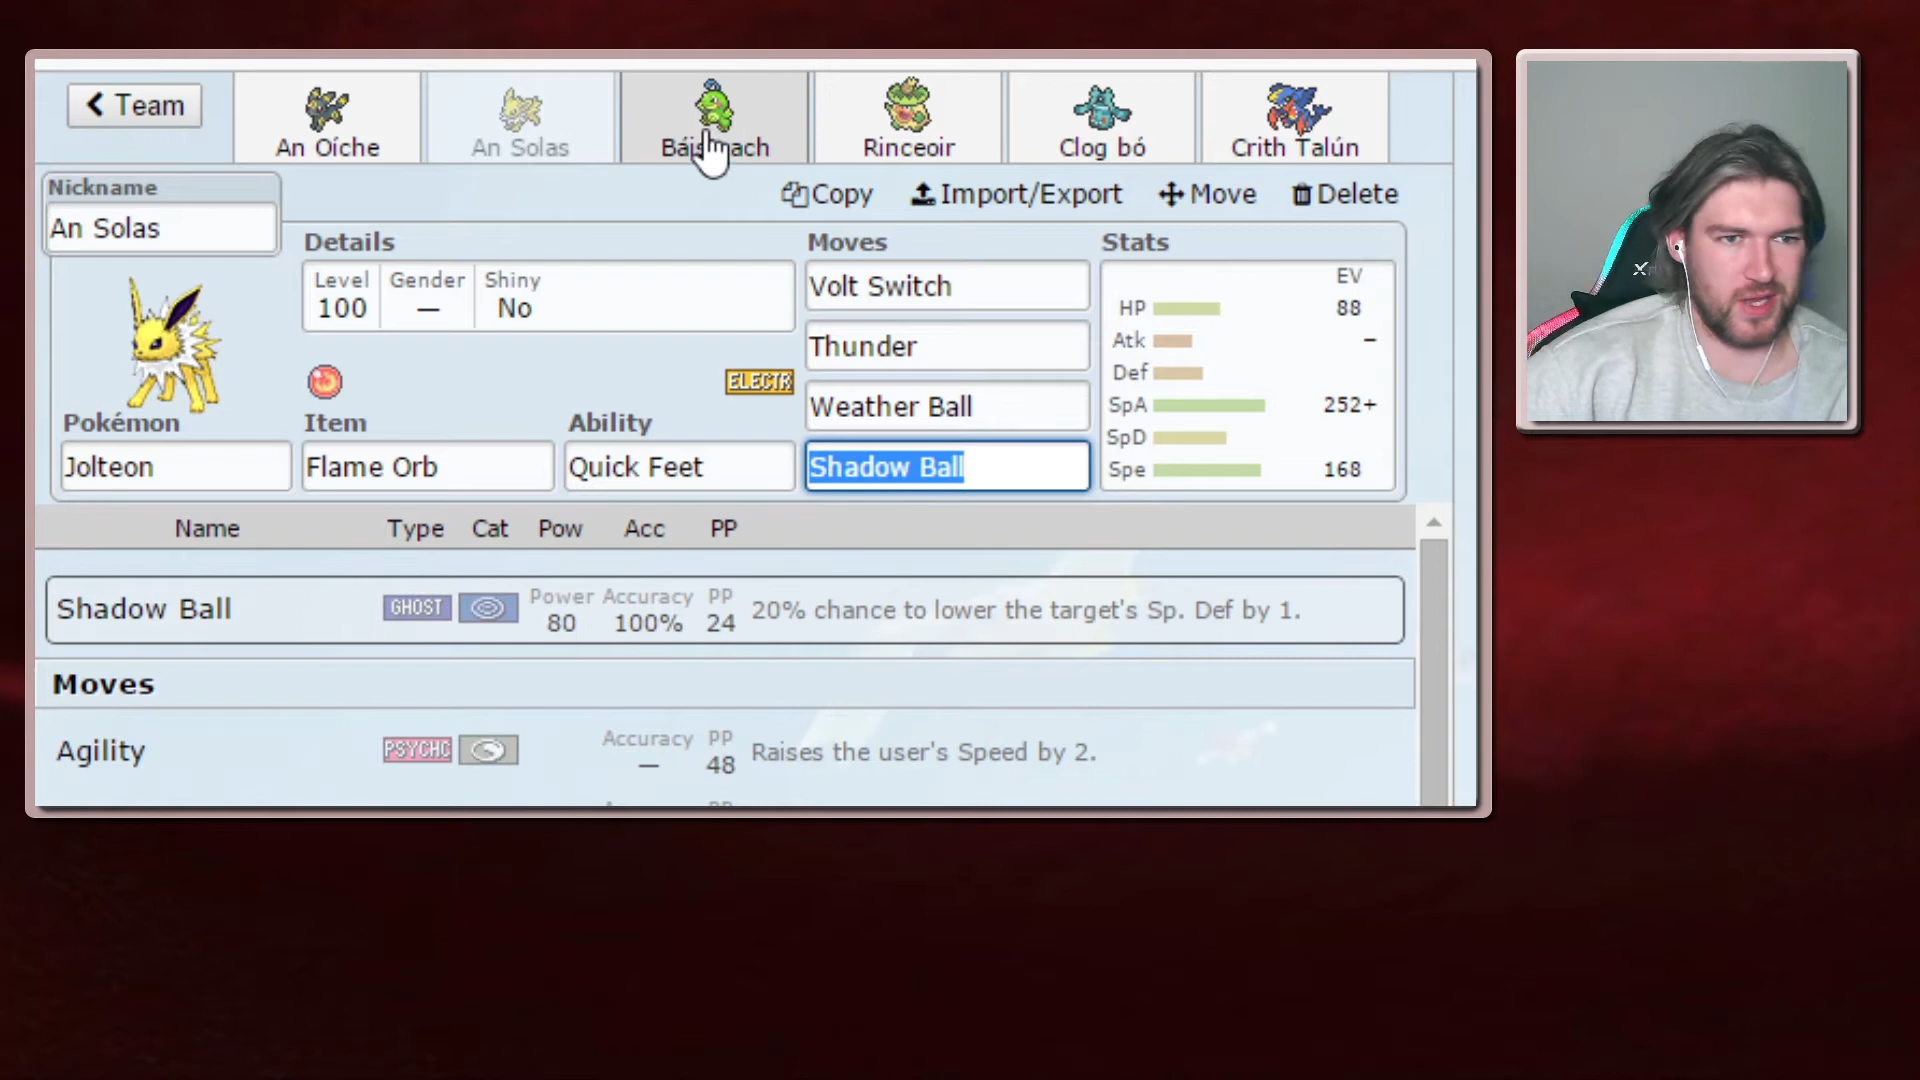 Team
An Oíche
An Solas
Rinceoir
Clog bó
Crith Talún
Nickname
An Solas
Copy
Import/Export
Move
Delete
Details
Level
100
Gender
—
Shiny
No
ELECTR
Pokémon
Jolteon
Item
Flame Orb
Ability
Quick Feet
Moves
Volt Switch
Thunder
Weather Ball
Shadow Ball
Stats
EV
HP 88
Atk -
Def
SpA 252+
SpD
Spe 168
Name Type Cat Pow Acc PP
Shadow Ball GHOST Power 80 Accuracy 100% PP 24 20% chance to lower the target's Sp. Def by 1.
Moves
Agility PSYCHC Accuracy — PP 48 Raises the user's Speed by 2.